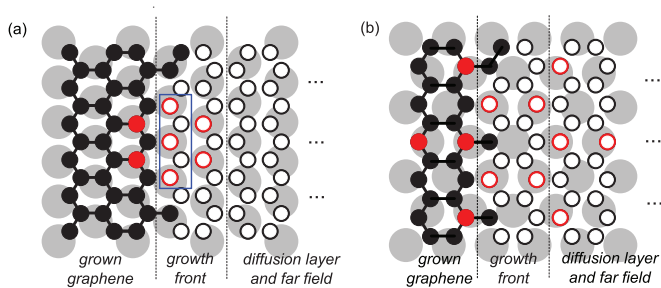 (a)
...
...
...
grown
graphene
growth
front
diffusion layer
and far field
(b)
...
...
...
grown
graphene
growth
front
diffusion layer
and far field